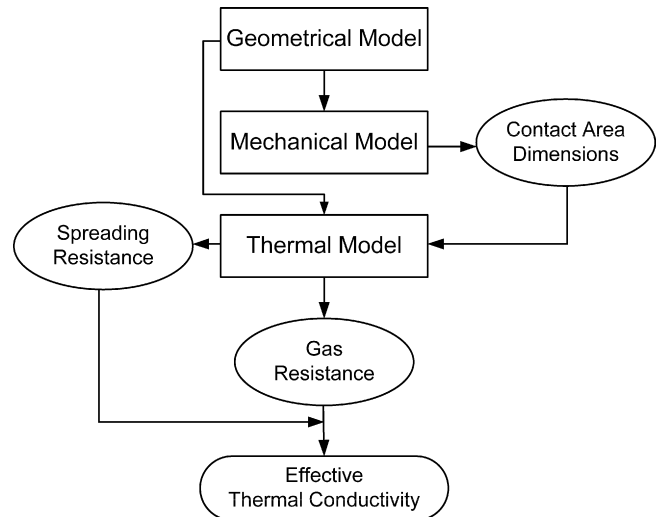 Geometrical Model
Mechanical Model
Contact Area
Dimensions
Spreading
Resistance
Thermal Model
Gas
Resistance
Effective
Thermal Conductivity